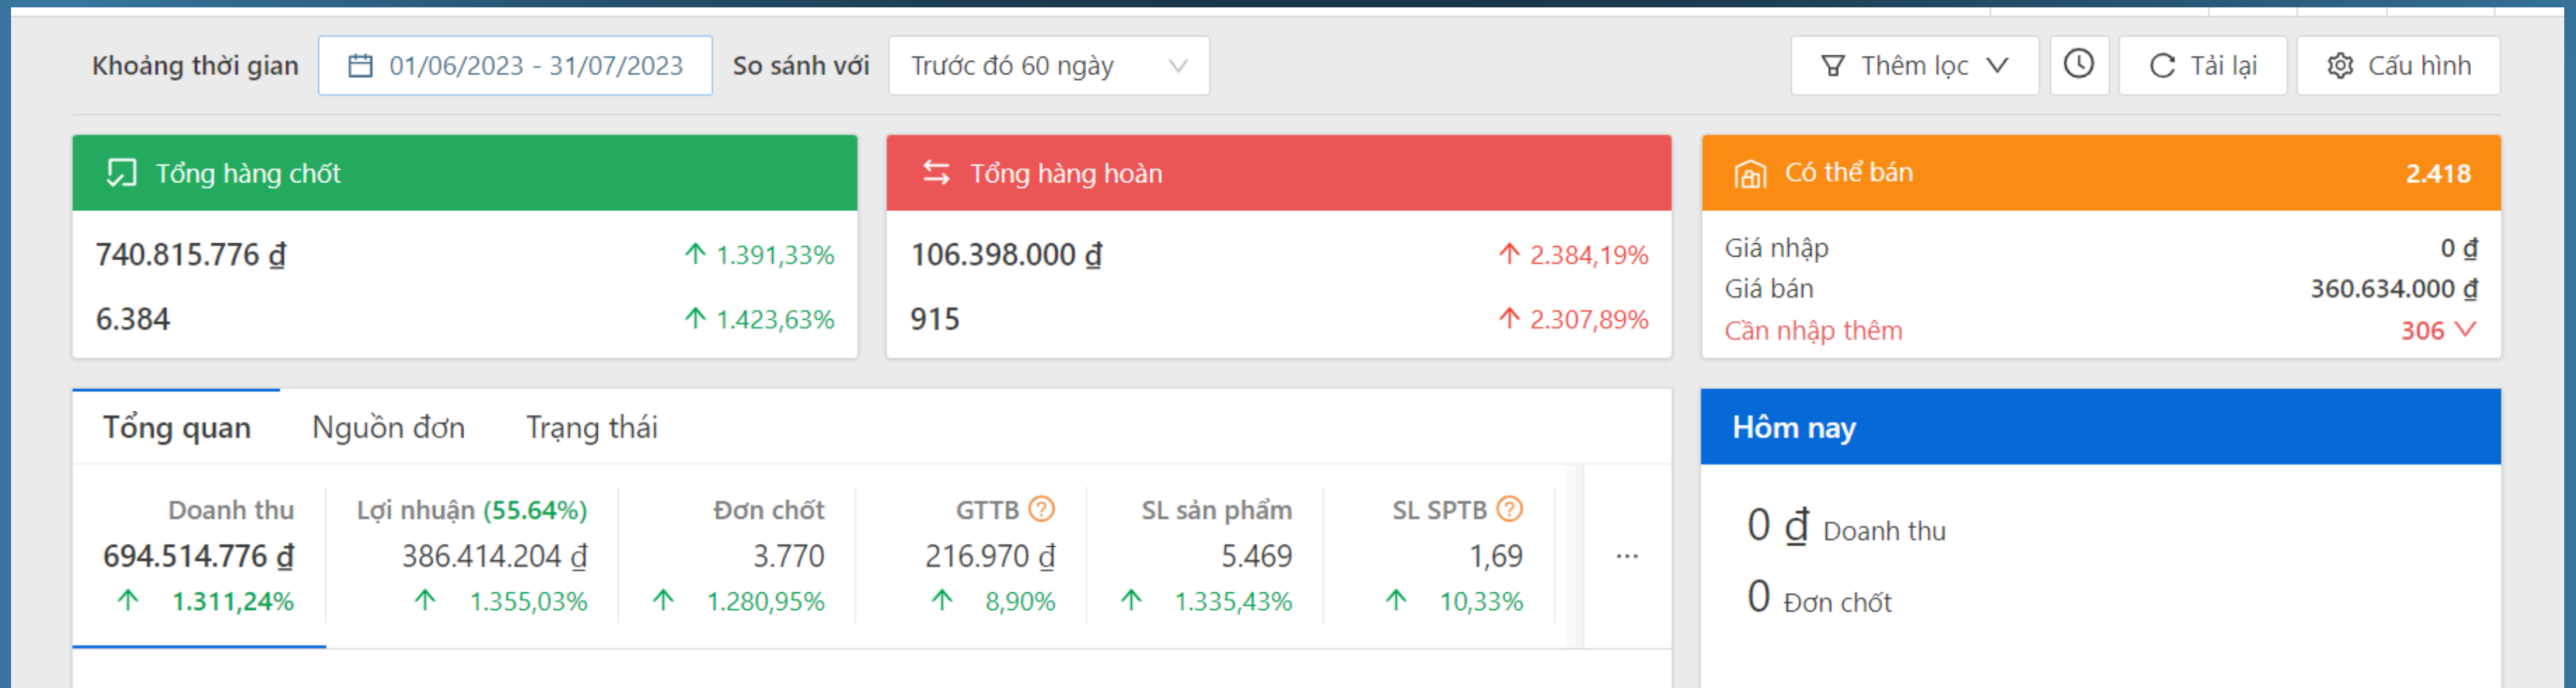 Khoảng thời gian 01/06/2023 - 31/07/2023 So sánh với Trước đó 60 ngày Thêm lọc Tải lại Cấu hình
Tổng hàng chốt
740.815.776 ₫ ↑ 1.391,33%
6.384 ↑ 1.423,63%
Tổng hàng hoàn
106.398.000 ₫ ↑ 2.384,19%
915 ↑ 2.307,89%
Có thể bán 2.418
Giá nhập 0 ₫
Giá bán 360.634.000 ₫
Cần nhập thêm 306
Tổng quan Nguồn đơn Trạng thái
Doanh thu Lợi nhuận (55.64%) Đơn chốt GTTB SL sản phẩm SL SPTB
694.514.776 ₫ 386.414.204 ₫ 3.770 216.970 ₫ 5.469 1,69 ...
↑ 1.311,24% ↑ 1.355,03% ↑ 1.280,95% ↑ 8,90% ↑ 1.335,43% ↑ 10,33%
Hôm nay
0 ₫ Doanh thu
0 Đơn chốt